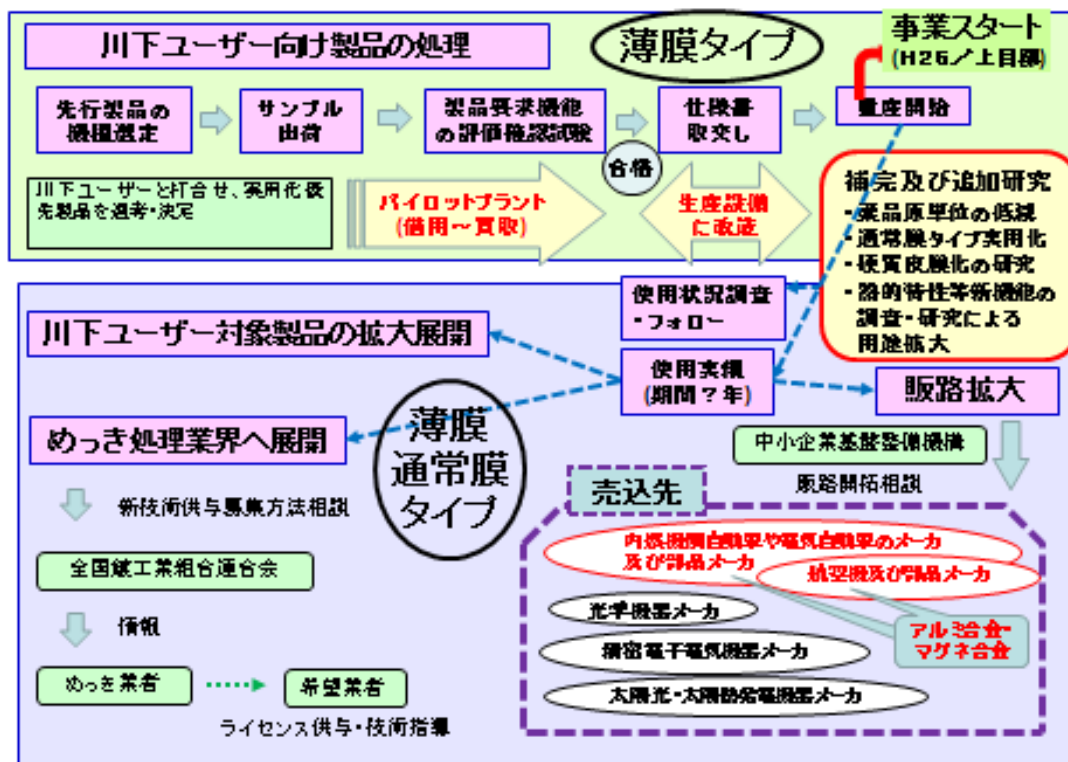 川下ユーザー向け製品の処理
薄膜タイプ
事業スタート
(H26/上目標)
先行製品の
機種選定
サンプル
出荷
製品要求機能
の評価確認試験
仕様書
取交し
量産開始
合格
川下ユーザーと打合せ、実用化優
先製品を選考・決定
パイロットプラント
(借用～買取)
生産設備
に改造
補完及び追加研究
・薬品原単位の低減
・通常膜タイプ実用化
・硬質皮膜化の研究
・磁的特性等新機能の
調査・研究による
用途拡大
使用状況調査
・フォロー
川下ユーザー対象製品の拡大展開
使用実績
(期間?年)
販路拡大
めっき処理業界へ展開
薄膜
通常膜
タイプ
中小企業基盤整備機構
販路開拓相談
新技術供与募集方法相談
売込先
内燃機関自動車や電気自動車のメーカ
及び部品メーカ
航空機及び部品メーカ
全国鍍工業組合連合会
光学機器メーカ
アルミ合金・
マグネ合金
情報
精密電子電気機器メーカ
めっき業者
希望業者
太陽光・太陽熱発電機器メーカ
ライセンス供与・技術指導